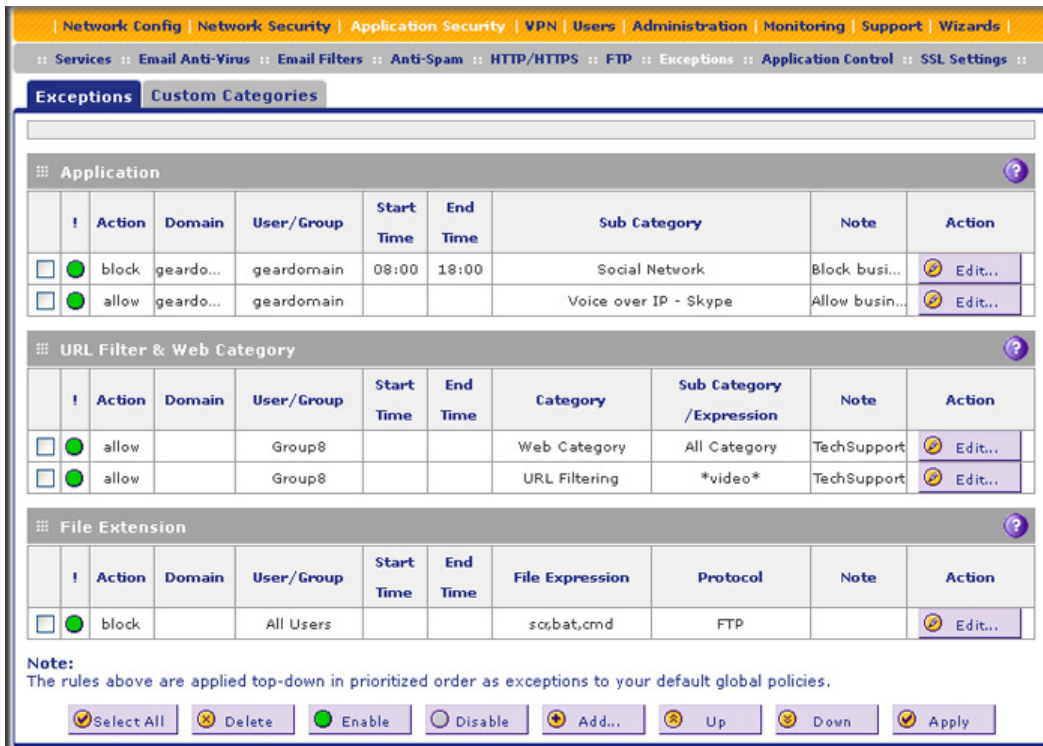 | Network Config | Network Security | Application Security | VPN | Users | Administration | Monitoring | Support | Wizards |
:: Services :: Email Anti-Virus :: Email Filters :: Anti-Spam :: HTTP/HTTPS :: FTP :: Exceptions :: Application Control :: SSL Settings ::
Exceptions Custom Categories
Application ?
! Action Domain User/Group Start Time End Time Sub Category Note Action
block geardo... geardomain 08:00 18:00 Social Network Block busi... Edit...
allow geardo... geardomain Voice over IP - Skype Allow busin... Edit...
URL Filter & Web Category ?
! Action Domain User/Group Start Time End Time Category Sub Category /Expression Note Action
allow Group8 Web Category All Category TechSupport Edit...
allow Group8 URL Filtering *video* TechSupport Edit...
File Extension ?
! Action Domain User/Group Start Time End Time File Expression Protocol Note Action
block All Users scr,bat,cmd FTP Edit...
Note:
The rules above are applied top-down in prioritized order as exceptions to your default global policies.
Select All Delete Enable Disable Add... Up Down Apply